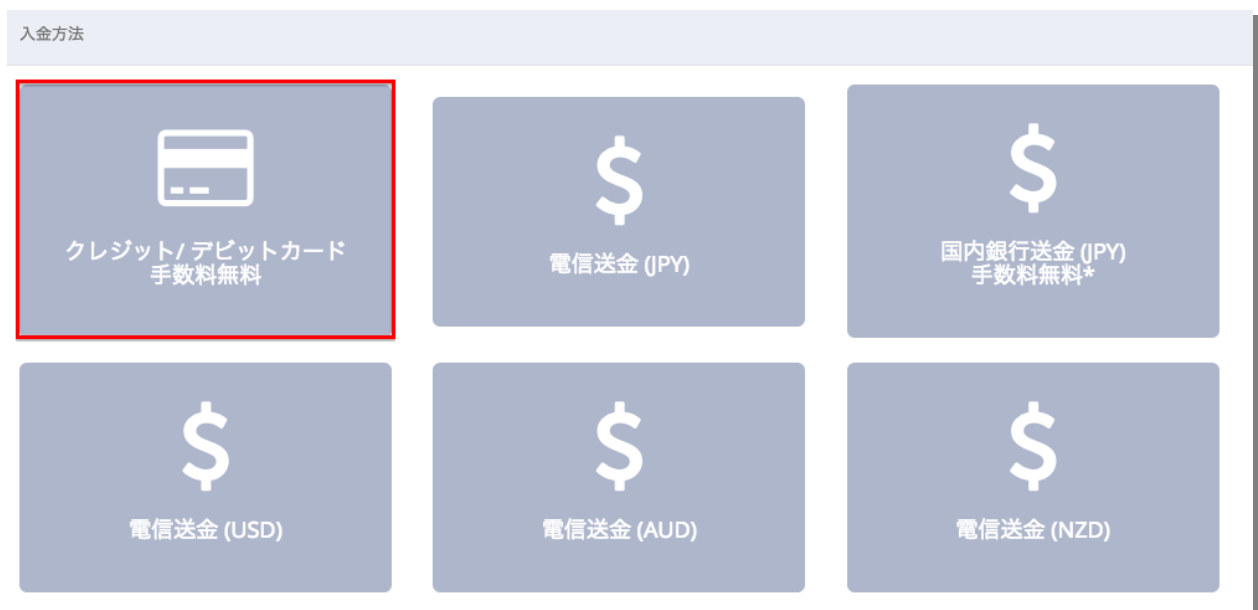 入金方法
クレジット/ デビットカード
手数料無料
電信送金 (JPY)
国内銀行送金 (JPY)
手数料無料*
電信送金 (USD)
電信送金 (AUD)
電信送金 (NZD)